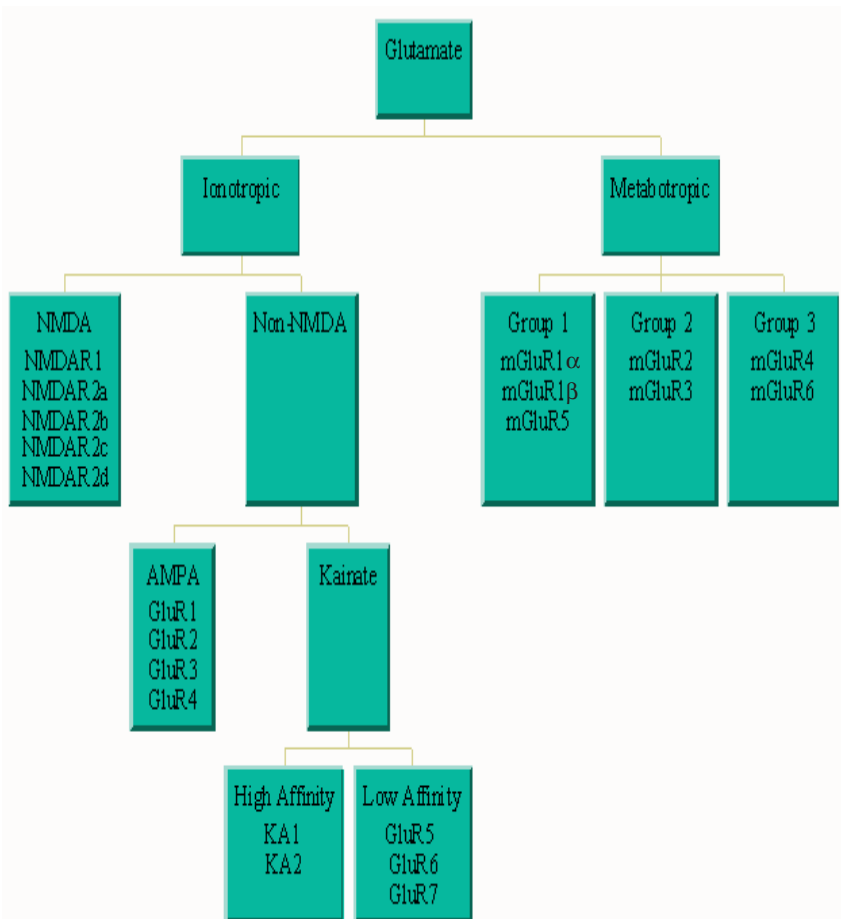 Glutamate
Ionotropic
Metabotropic
NMDA
NMDAR1
NMDAR2a
NMDAR2b
NMDAR2c
NMDAR2d
Non-NMDA
Group 1
mGluR1α
mGluR1β
mGluR5
Group 2
mGluR2
mGluR3
Group 3
mGluR4
mGluR6
AMPA
GluR1
GluR2
GluR3
GluR4
Kainate
High Affinity
KA1
KA2
Low Affinity
GluR5
GluR6
GluR7